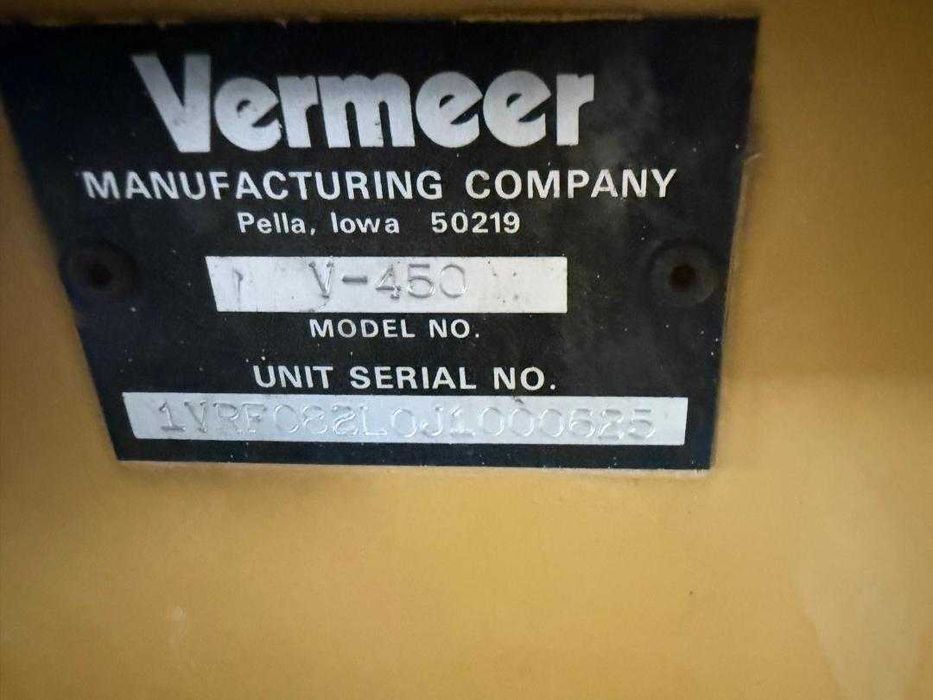 Vermeer
MANUFACTURING COMPANY
Pella, Iowa 50219
V-450
MODEL NO.
UNIT SERIAL NO.
1VRF082L0J1000625